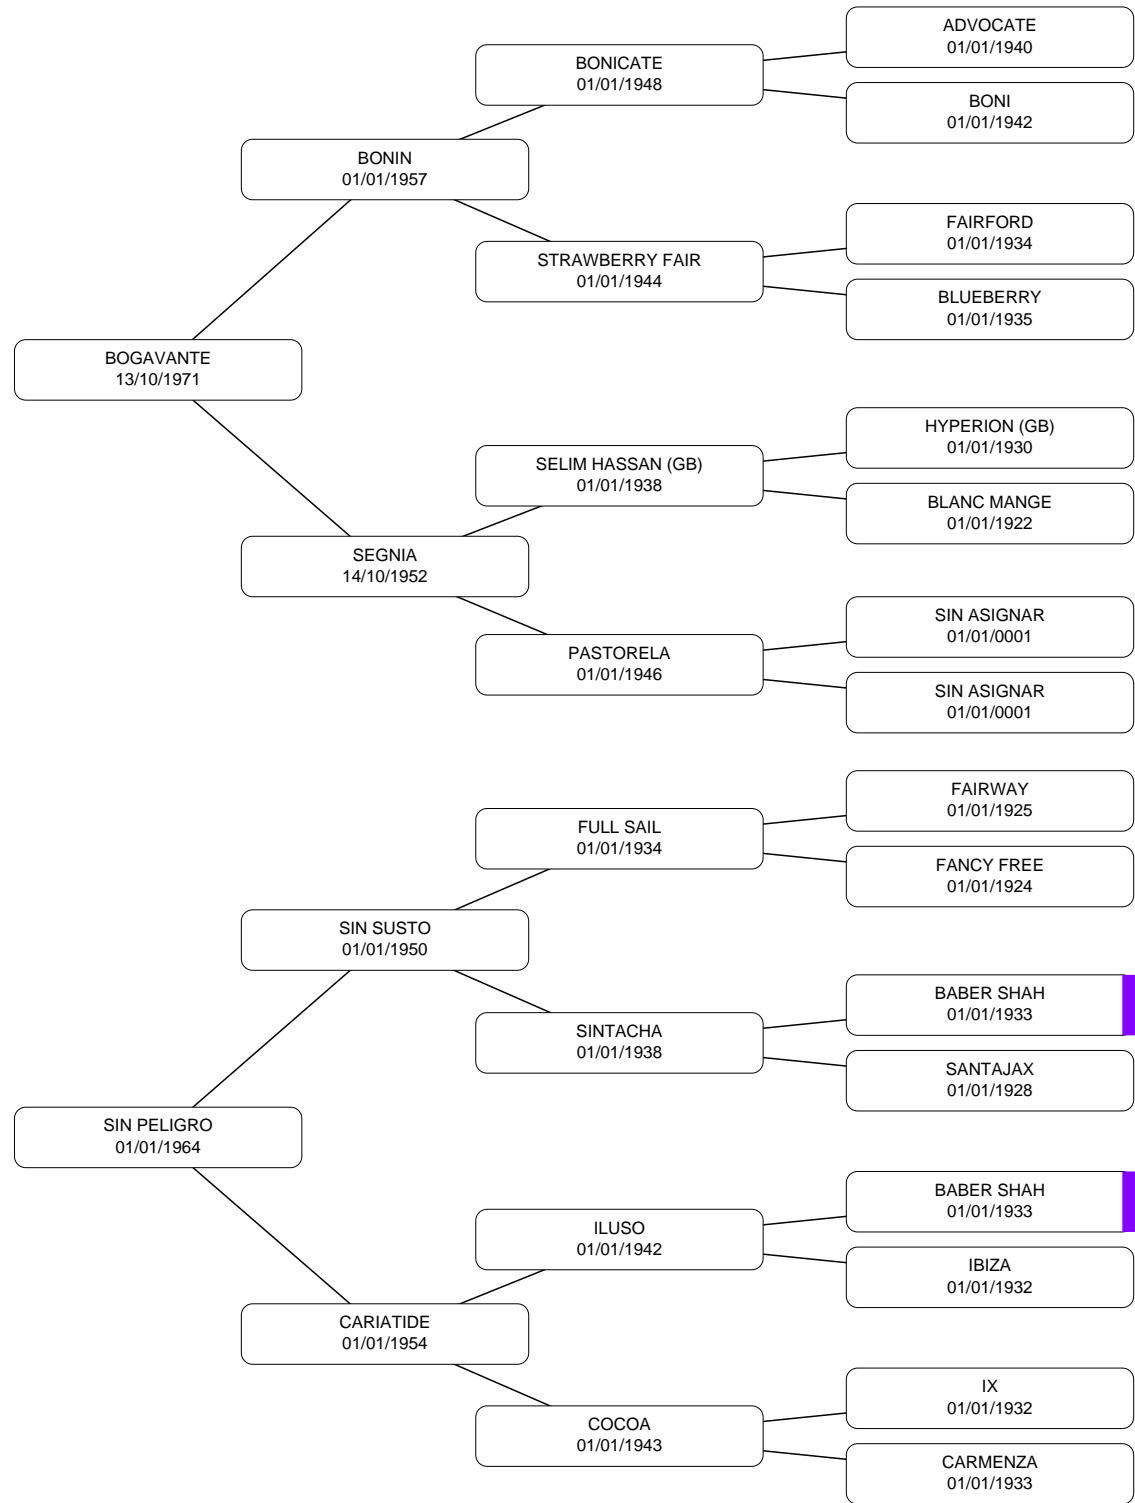 ADVOCATE
01/01/1940
BONICATE
01/01/1948
BONI
01/01/1942
BONIN
01/01/1957
FAIRFORD
01/01/1934
STRAWBERRY FAIR
01/01/1944
BLUEBERRY
01/01/1935
BOGAVANTE
13/10/1971
HYPERION (GB)
01/01/1930
SELIM HASSAN (GB)
01/01/1938
BLANC MANGE
01/01/1922
SEGNIA
14/10/1952
SIN ASIGNAR
01/01/0001
PASTORELA
01/01/1946
SIN ASIGNAR
01/01/0001
FAIRWAY
01/01/1925
FULL SAIL
01/01/1934
FANCY FREE
01/01/1924
SIN SUSTO
01/01/1950
BABER SHAH
01/01/1933
SINTACHA
01/01/1938
SANTAJAX
01/01/1928
SIN PELIGRO
01/01/1964
BABER SHAH
01/01/1933
ILUSO
01/01/1942
IBIZA
01/01/1932
CARIATIDE
01/01/1954
IX
01/01/1932
COCOA
01/01/1943
CARMENZA
01/01/1933